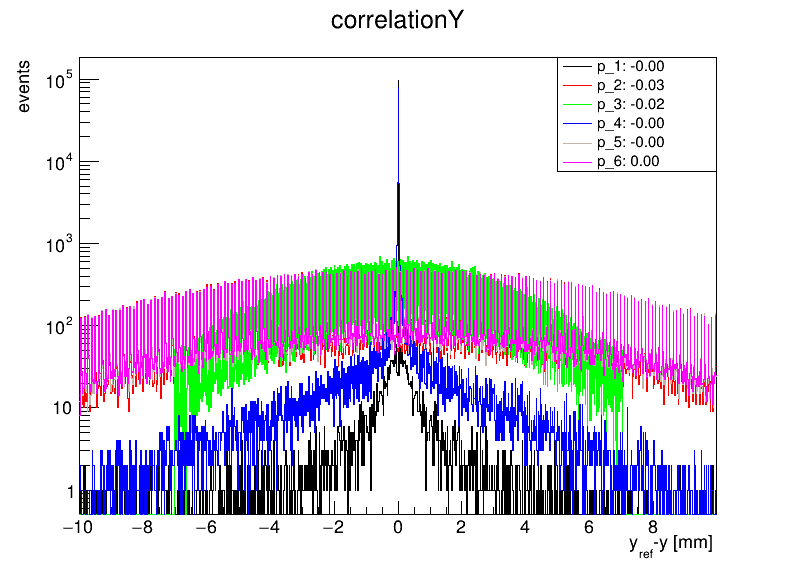 correlationY
events
p_1: -0.00
p_2: -0.03
p_3: -0.02
p_4: -0.00
p_5: -0.00
p_6: 0.00
10^5
10^4
10^3
10^2
10
1
−10 −8 −6 −4 −2 0 2 4 6 8
y_ref-y [mm]